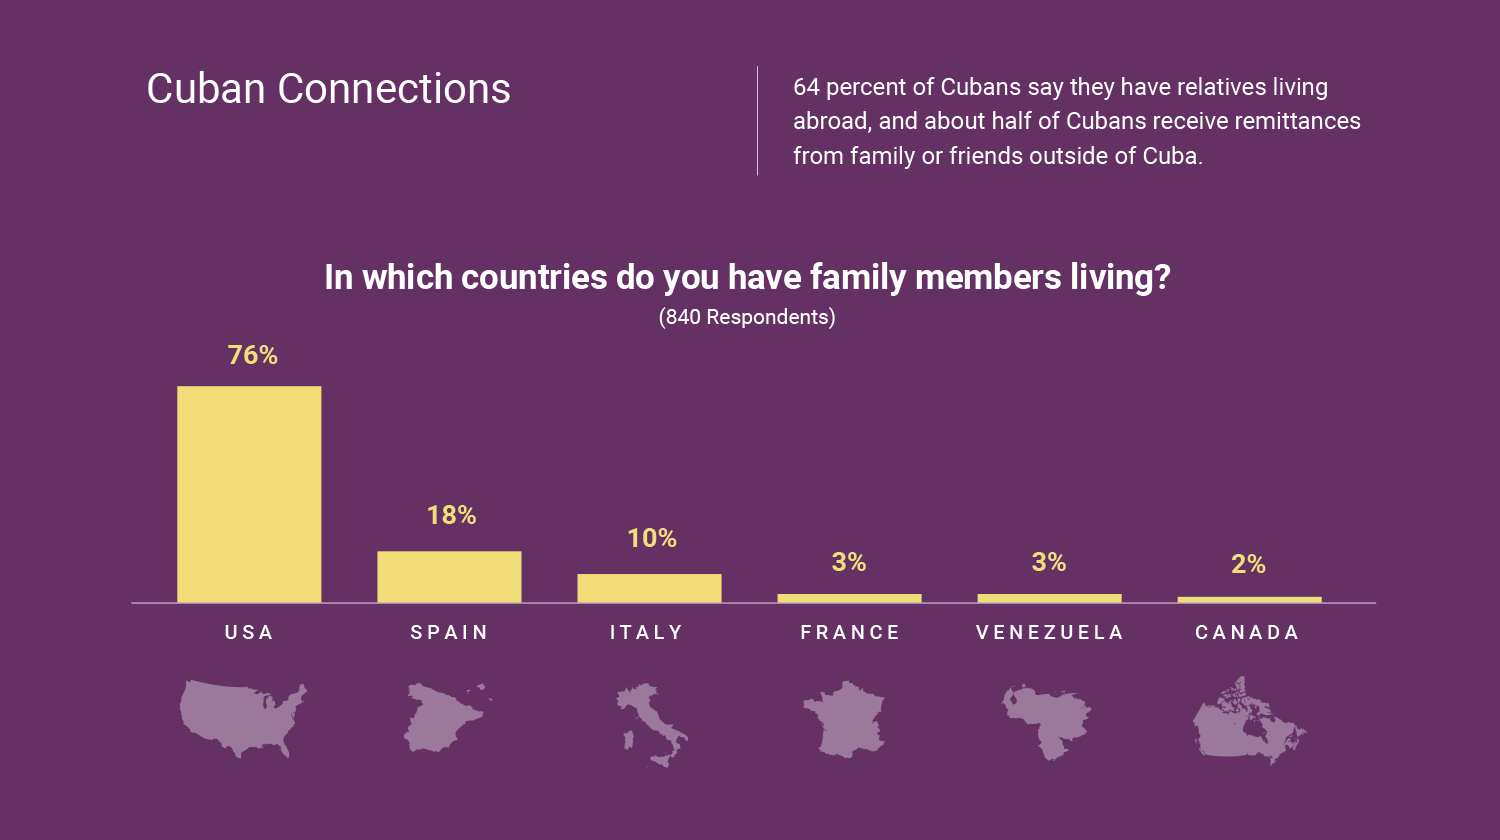 Cuban Connections
64 percent of Cubans say they have relatives living
abroad, and about half of Cubans receive remittances
from family or friends outside of Cuba.
In which countries do you have family members living?
(840 Respondents)
76%
18%
10%
3%
3%
2%
USA
SPAIN
ITALY
FRANCE
VENEZUELA
CANADA